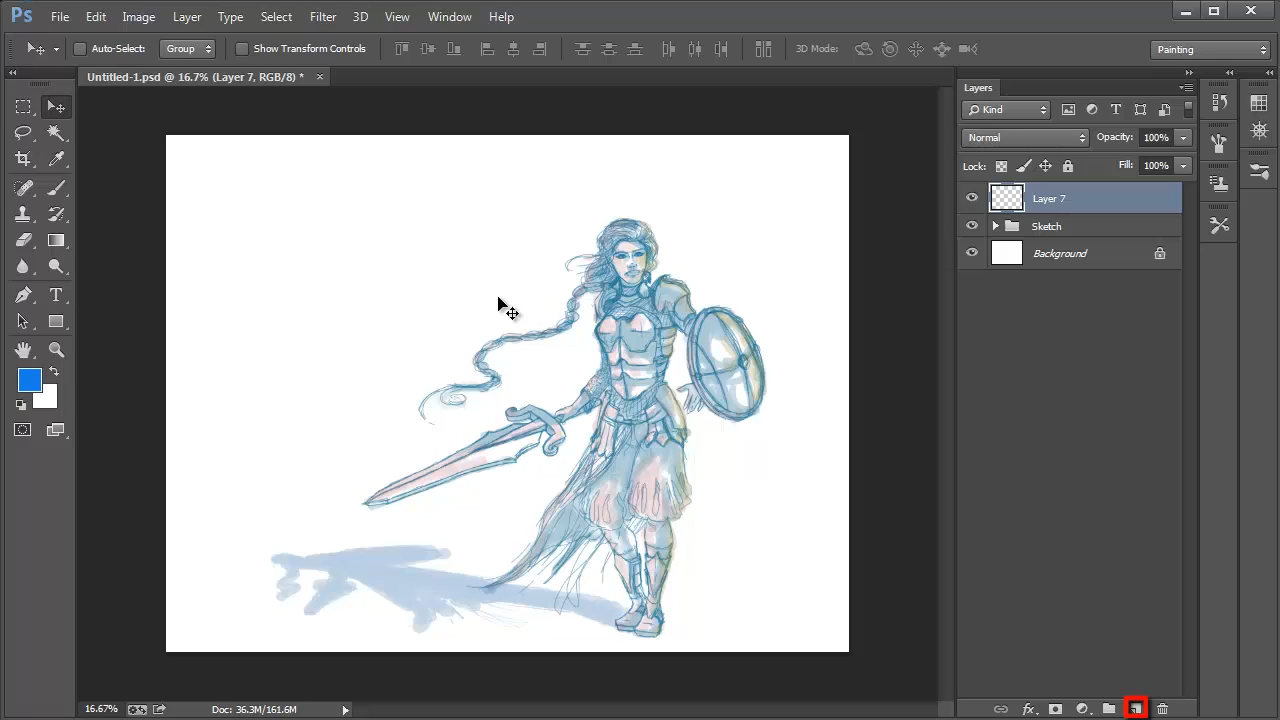 Ps File Edit Image Layer Type Select Filter 3D View Window Help
Auto-Select: Group Show Transform Controls 3D Mode: Painting
Untitled-1.psd @ 16.7% (Layer 7, RGB/8) * ×
Layers
Kind
Normal Opacity: 100%
Lock: Fill: 100%
Layer 7
Sketch
Background
16.67% Doc: 36.3M/161.6M
fx